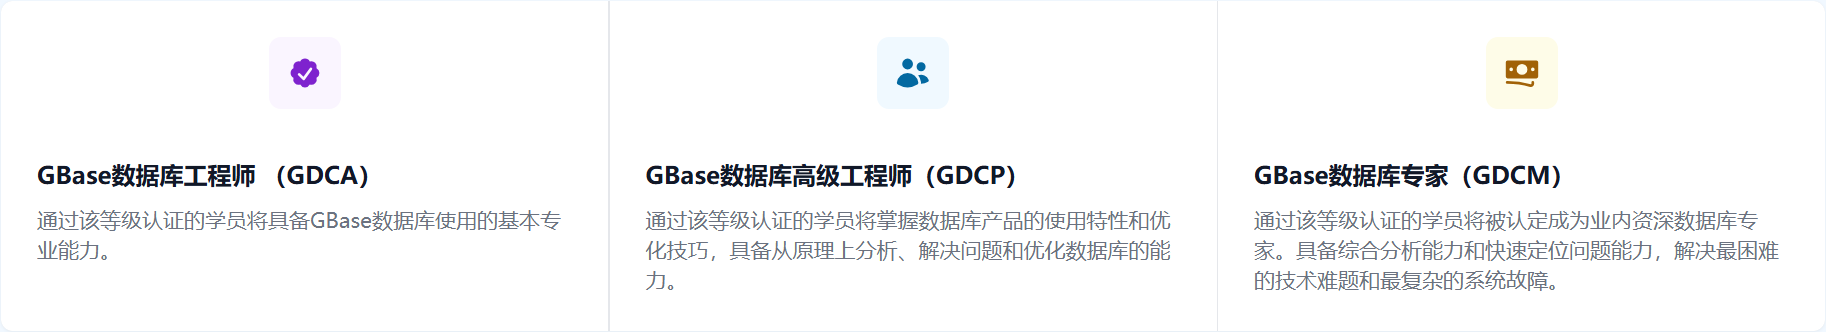 GBase数据库工程师 （GDCA）
通过该等级认证的学员将具备GBase数据库使用的基本专
业能力。
GBase数据库高级工程师（GDCP）
通过该等级认证的学员将掌握数据库产品的使用特性和优
化技巧，具备从原理上分析、解决问题和优化数据库的能
力。
GBase数据库专家（GDCM）
通过该等级认证的学员将被认定成为业内资深数据库专
家。具备综合分析能力和快速定位问题能力，解决最困难
的技术难题和最复杂的系统故障。